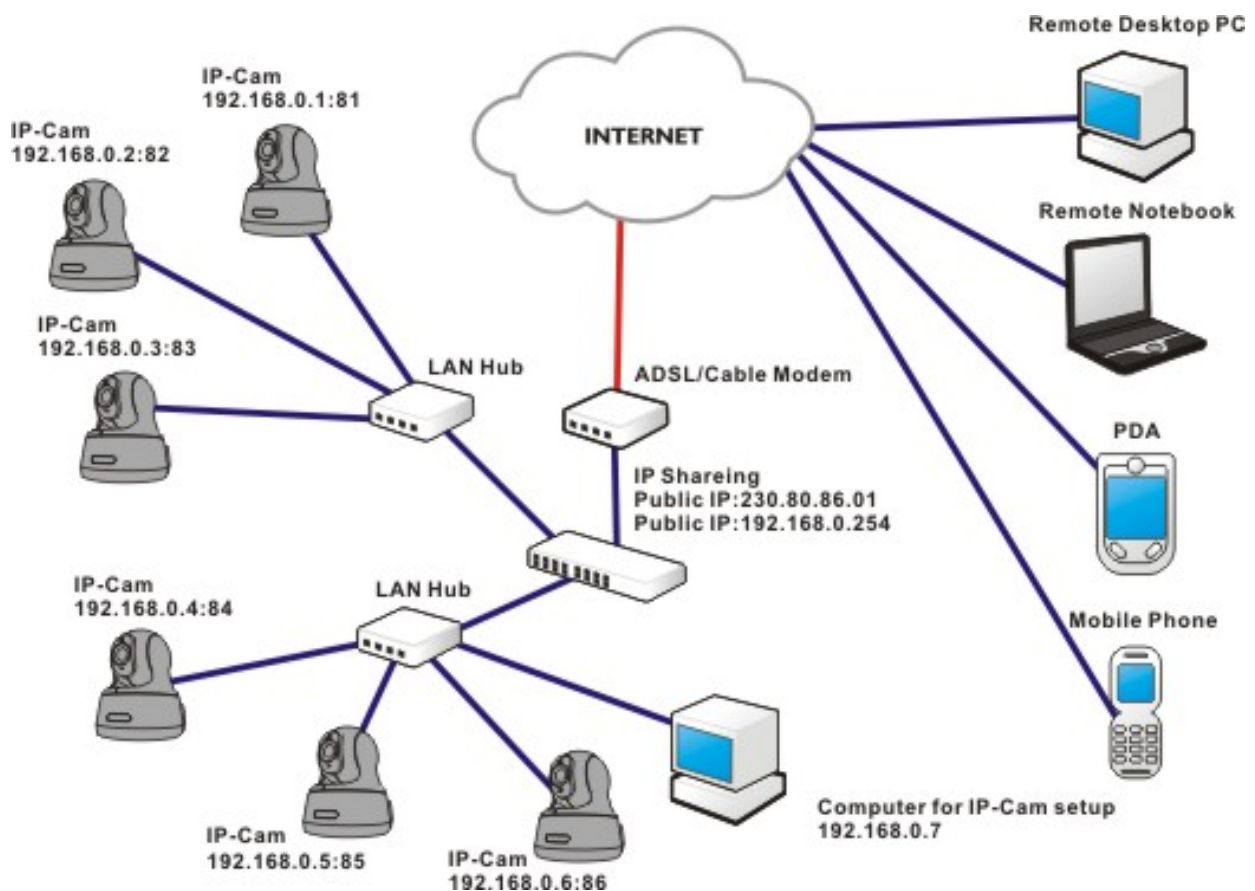 Remote Desktop PC
IP-Cam
192.168.0.1:81
IP-Cam
192.168.0.2:82
INTERNET
Remote Notebook
IP-Cam
192.168.0.3:83
LAN Hub
ADSL/Cable Modem
PDA
IP Shareing
Public IP:230.80.86.01
Public IP:192.168.0.254
IP-Cam
192.168.0.4:84
LAN Hub
Mobile Phone
Computer for IP-Cam setup
192.168.0.7
IP-Cam
192.168.0.5:85
IP-Cam
192.168.0.6:86